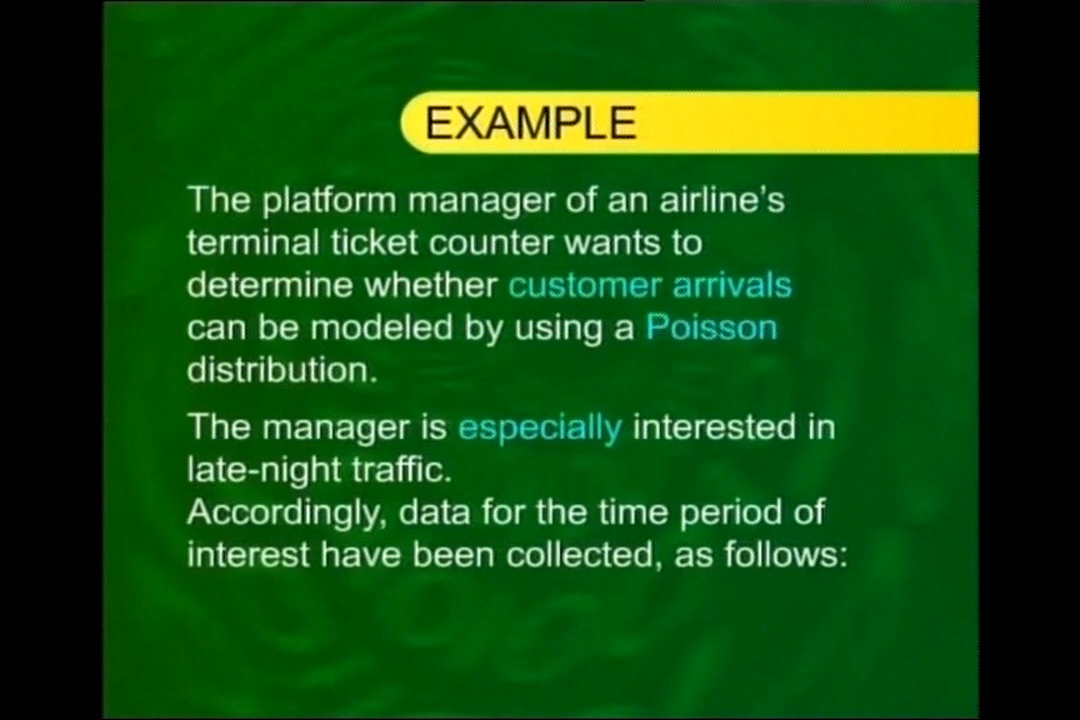 EXAMPLE
The platform manager of an airline's
terminal ticket counter wants to
determine whether customer arrivals
can be modeled by using a Poisson
distribution.
The manager is especially interested in
late-night traffic.
Accordingly, data for the time period of
interest have been collected, as follows: